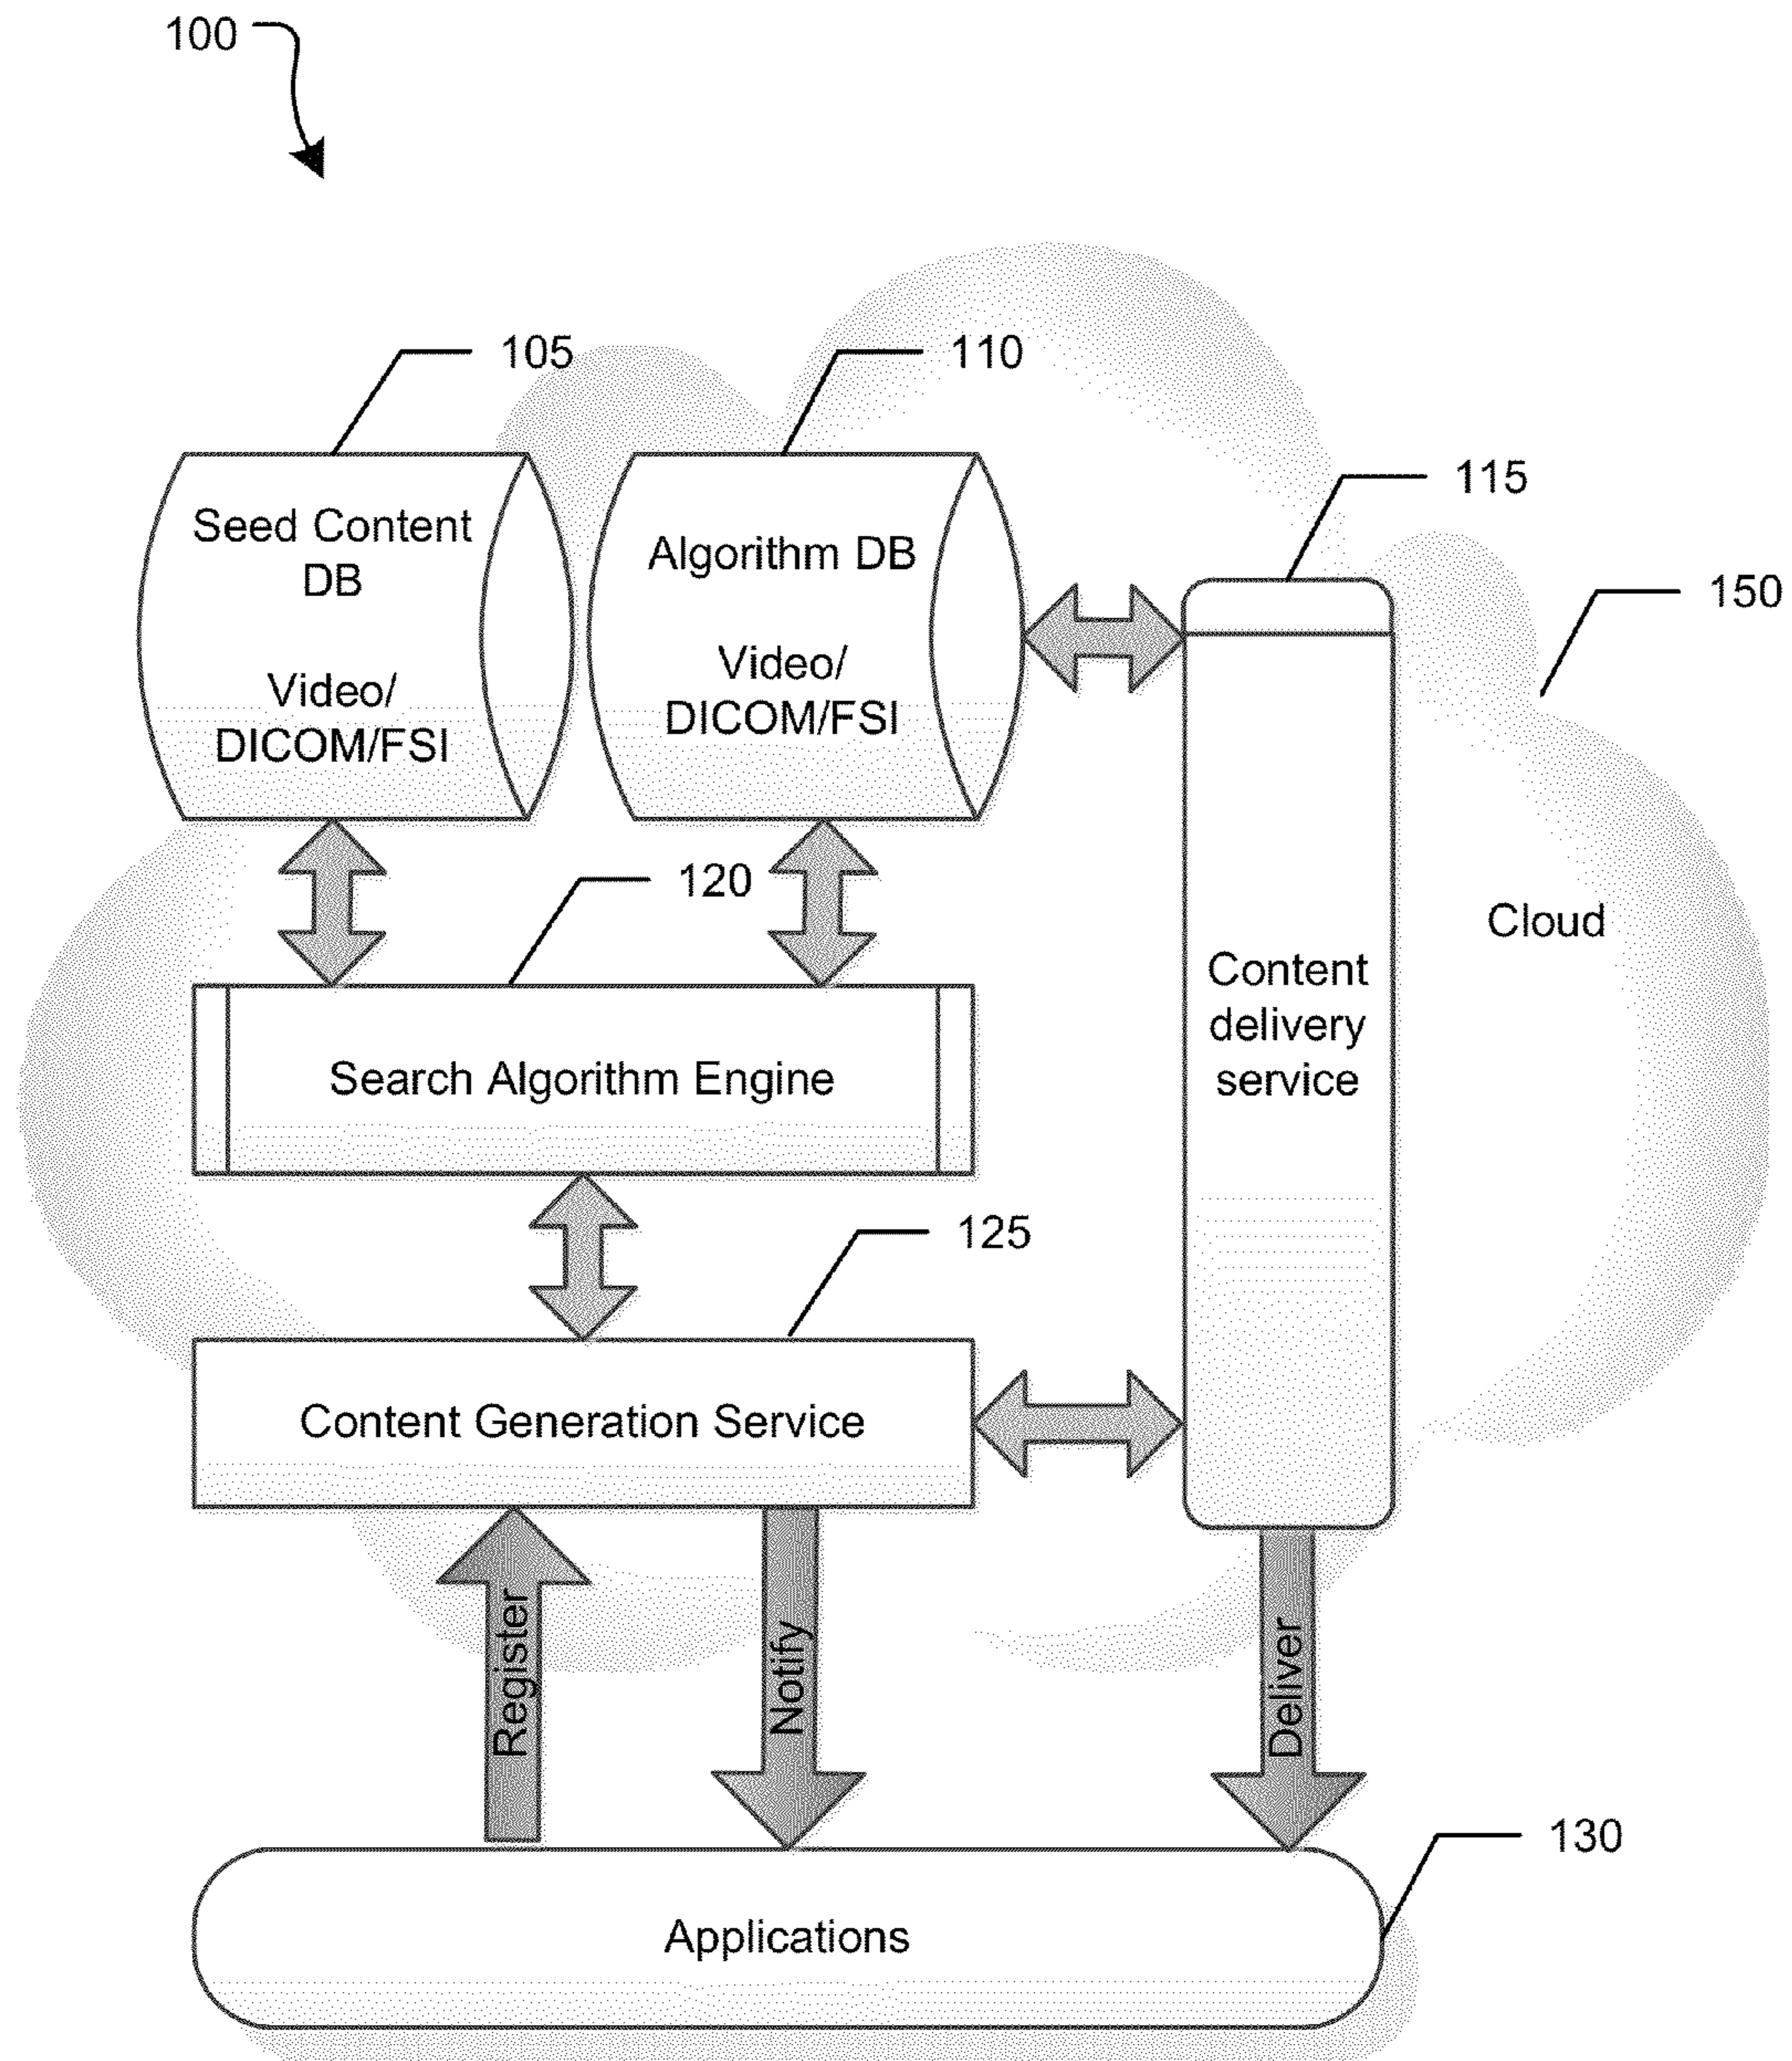 100
105
110
115
150
Seed Content
DB
Video/
DICOM/FSI
Algorithm DB
Video/
DICOM/FSI
120
Cloud
Search Algorithm Engine
Content
delivery
service
125
Content Generation Service
Register
Notify
Deliver
130
Applications